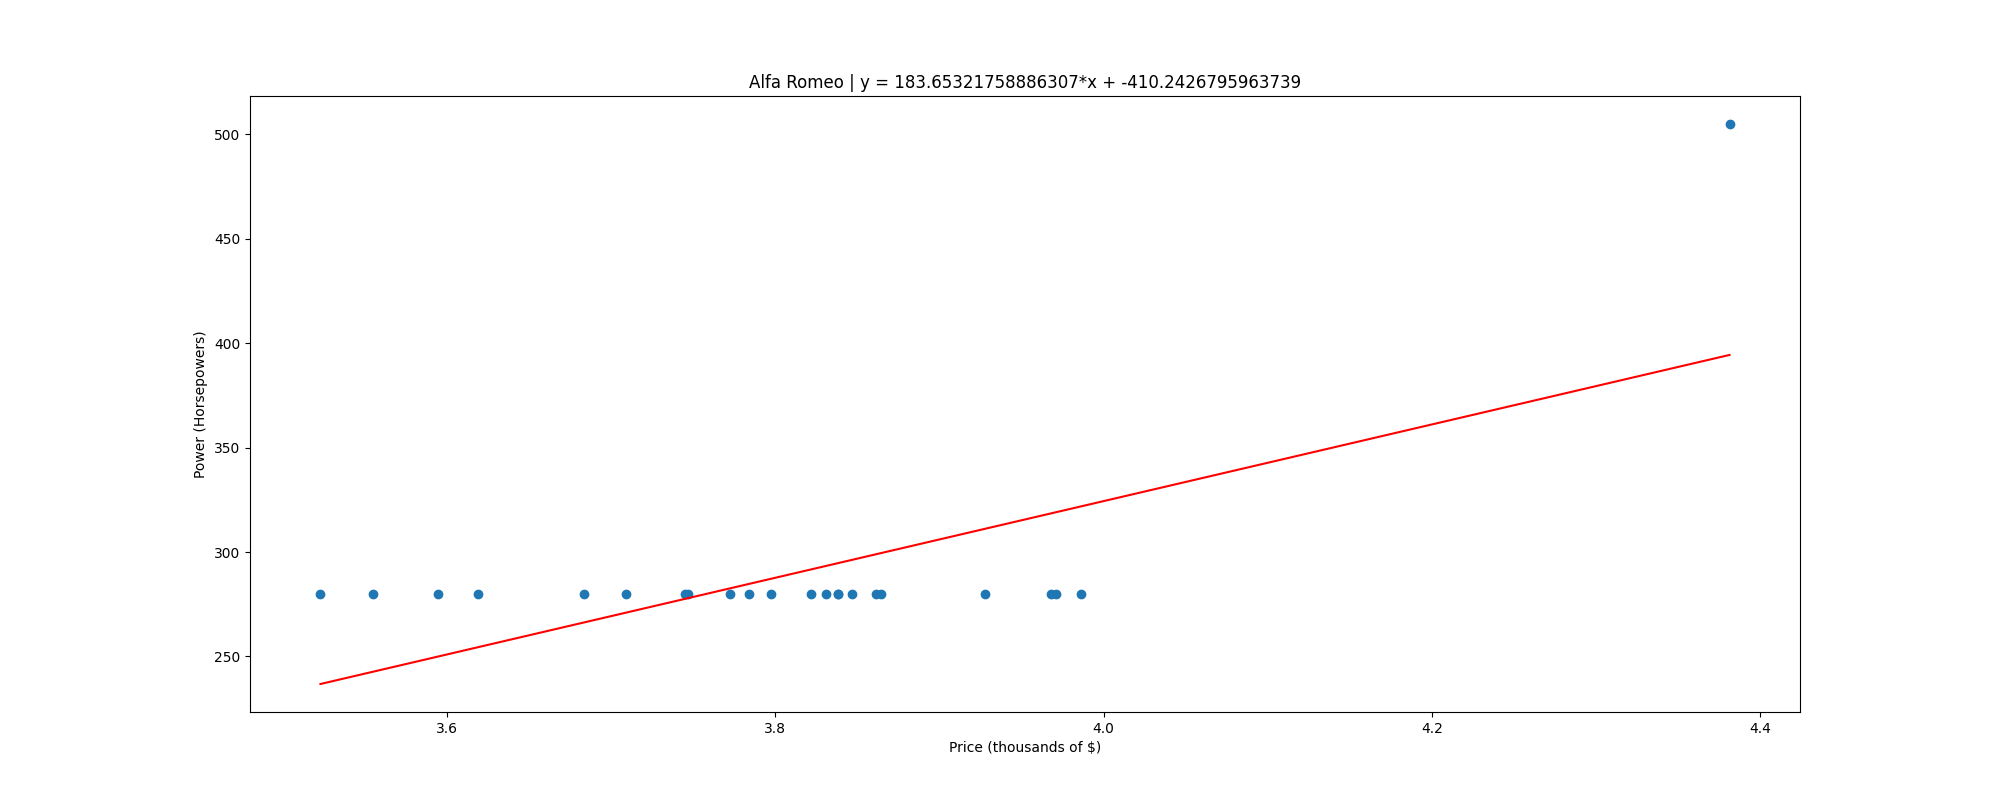 Alfa Romeo | y = 183.65321758886307*x + -410.2426795963739
500
450
400
350
300
250
Power (Horsepowers)
3.6 3.8 4.0 4.2 4.4
Price (thousands of $)